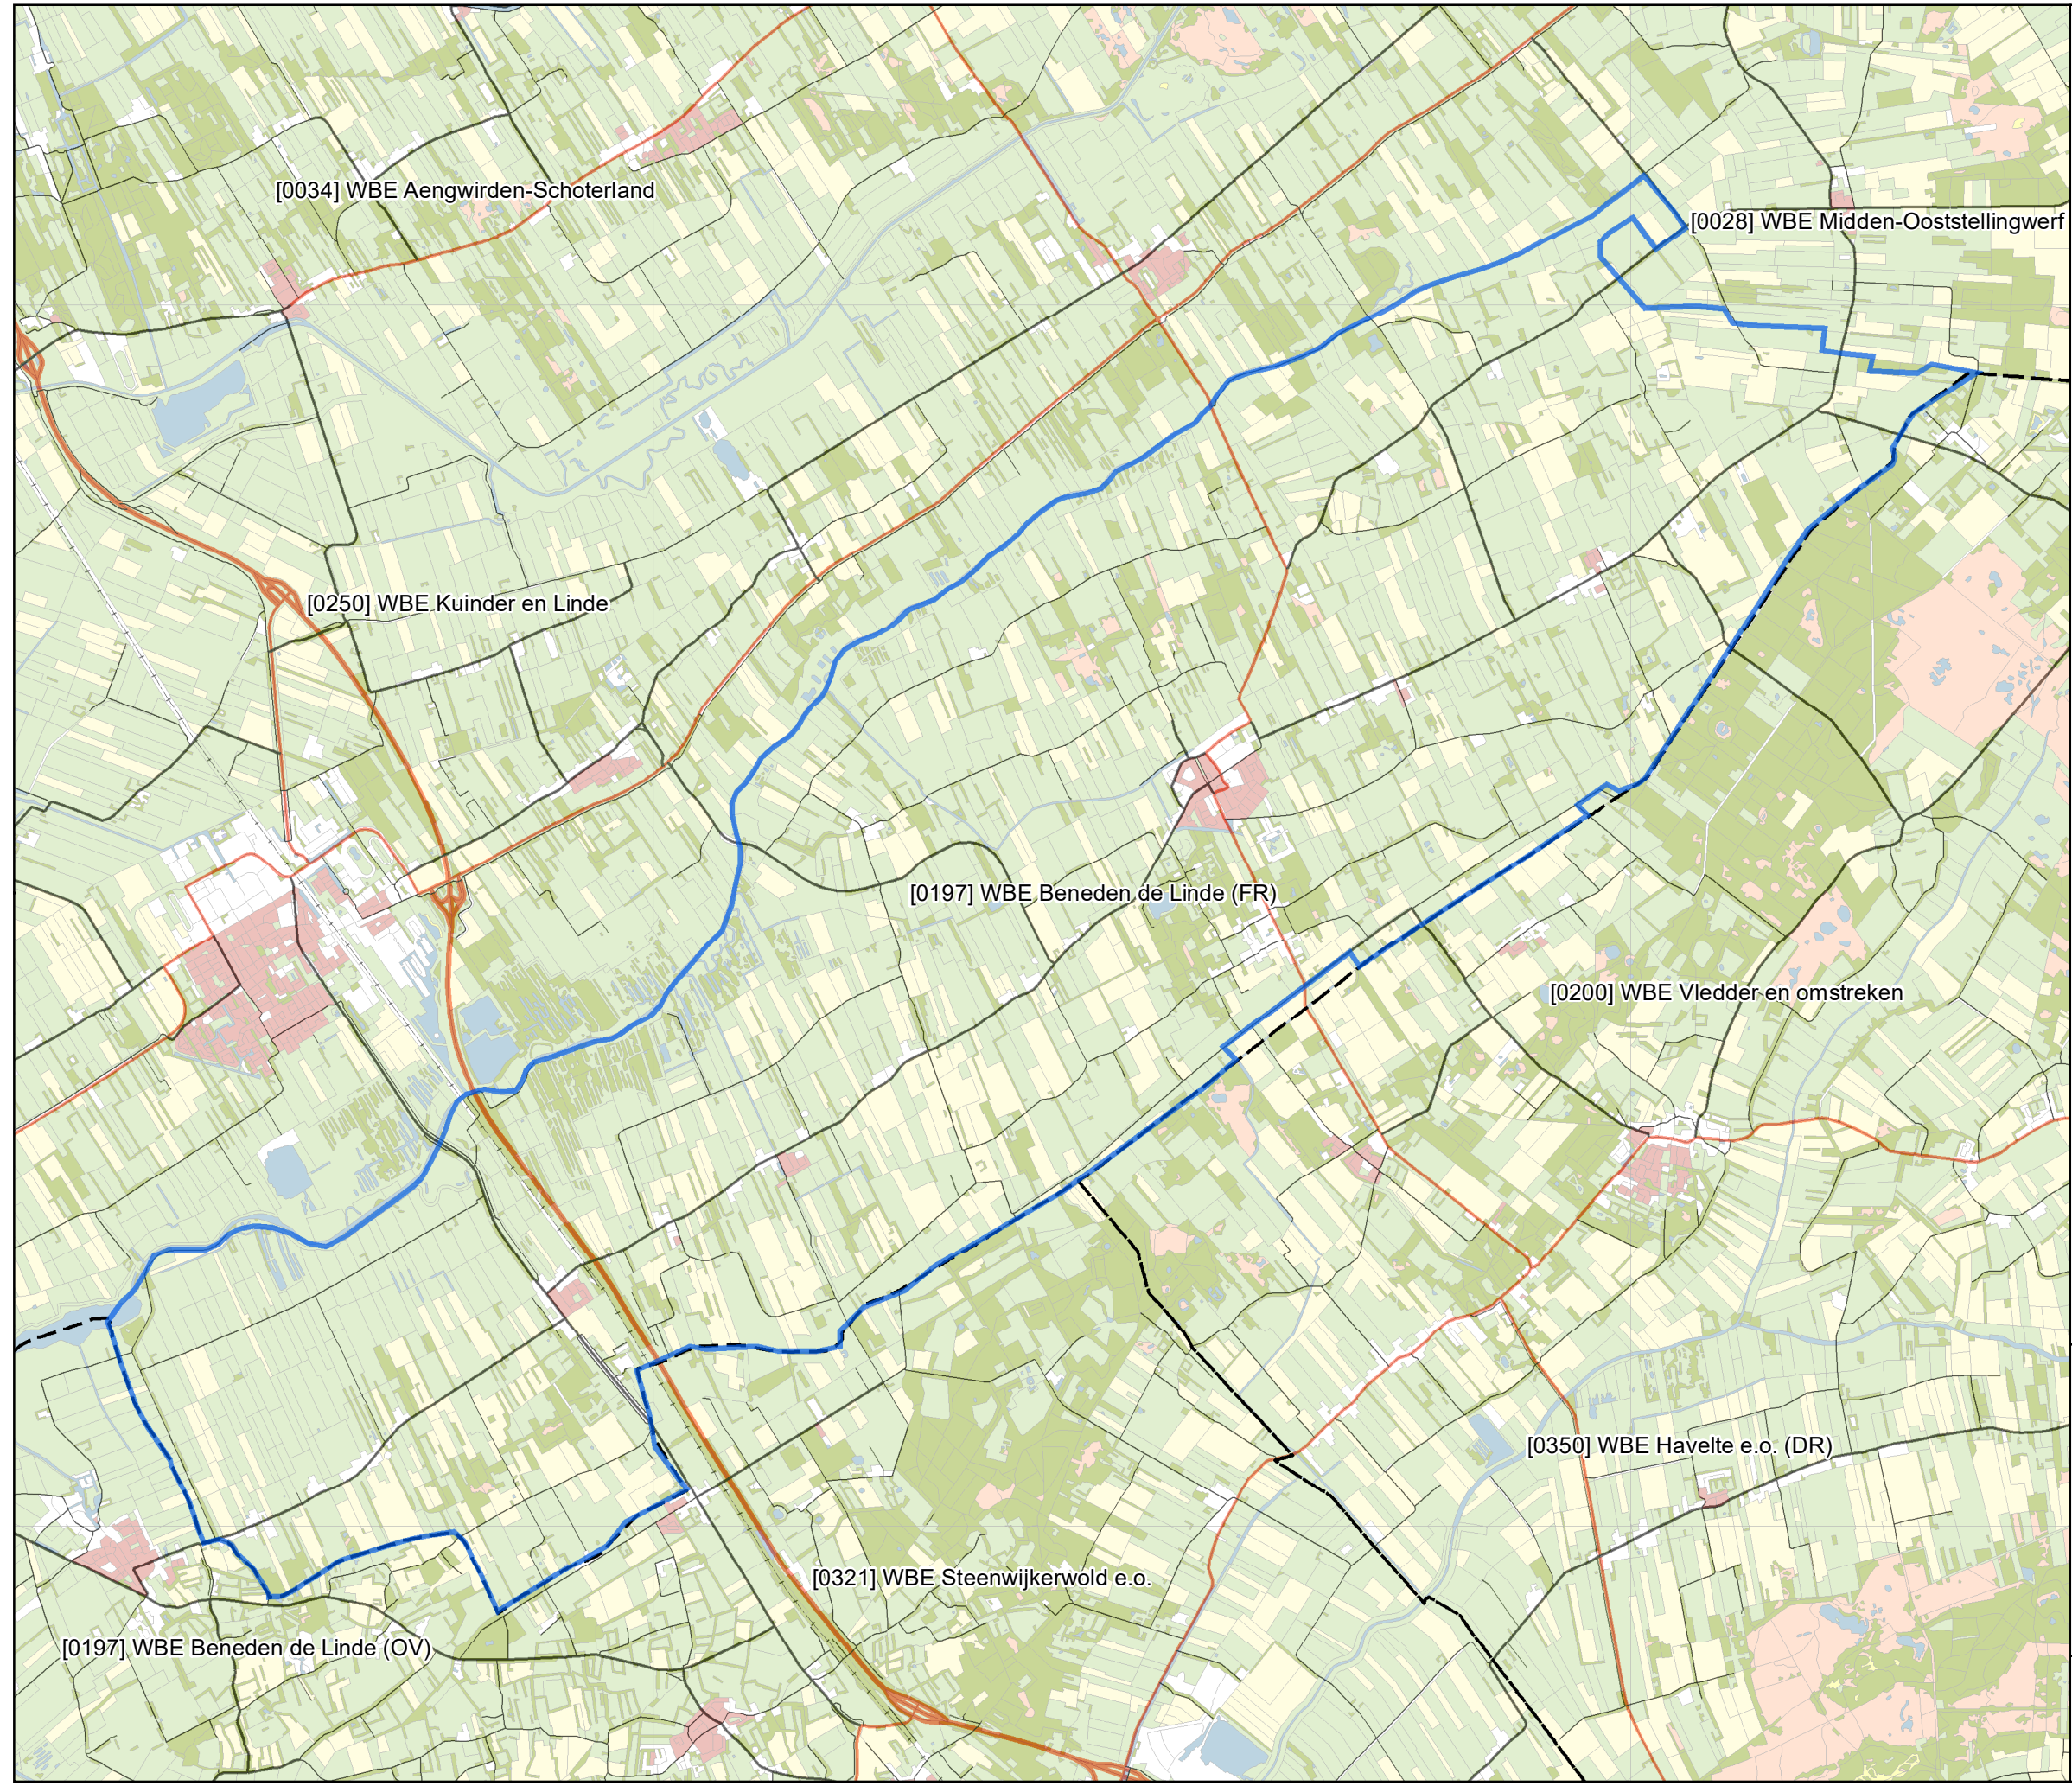 [0034] WBE Aengwirden-Schoterland
[0028] WBE Midden-Ooststellingwerf
[0250] WBE Kuinder en Linde
[0197] WBE Beneden de Linde (FR)
[0200] WBE Vledder en omstreken
[0350] WBE Havelte e.o. (DR)
[0321] WBE Steenwijkerwold e.o.
[0197] WBE Beneden de Linde (OV)